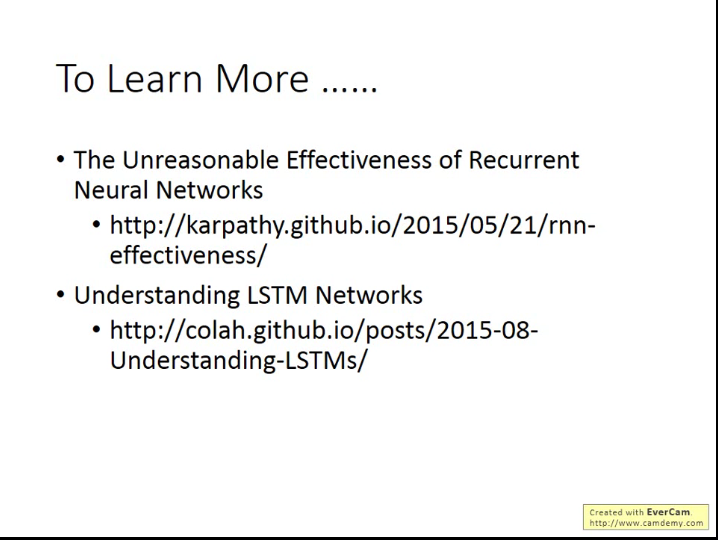 To Learn More ……
• The Unreasonable Effectiveness of Recurrent
Neural Networks
• http://karpathy.github.io/2015/05/21/rnn-
effectiveness/
• Understanding LSTM Networks
• http://colah.github.io/posts/2015-08-
Understanding-LSTMs/
Created with EverCam.
http://www.camdemy.com